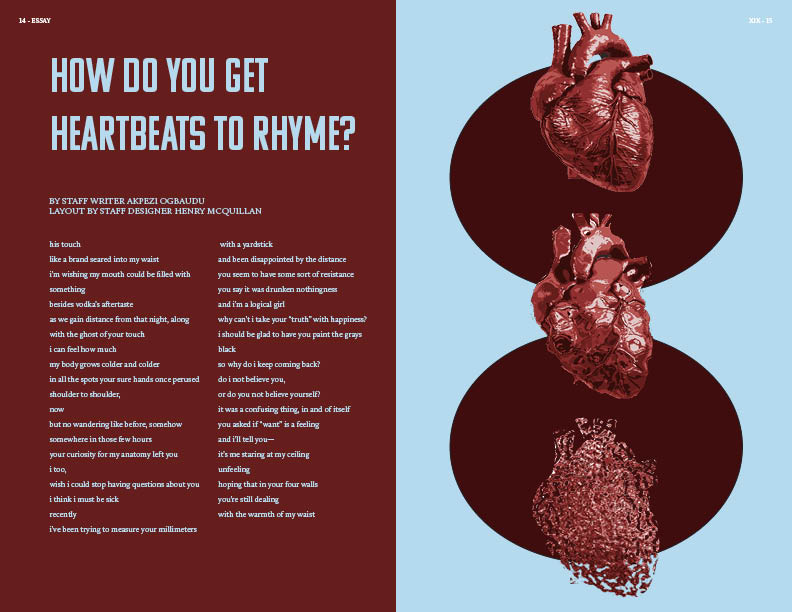 14 - ESSAY
XIX - 15
HOW DO YOU GET
HEARTBEATS TO RHYME?
BY STAFF WRITER AKPEZI OGBAUDU
LAYOUT BY STAFF DESIGNER HENRY MCQUILLAN
his touch
like a brand seared into my waist
i'm wishing my mouth could be filled with
something
besides vodka's aftertaste
as we gain distance from that night, along
with the ghost of your touch
i can feel how much
my body grows colder and colder
in all the spots your sure hands once perused
shoulder to shoulder,
now
but no wandering like before, somehow
somewhere in those few hours
your curiosity for my anatomy left you
i too,
wish i could stop having questions about you
i think i must be sick
recently
i've been trying to measure your millimeters
with a yardstick
and been disappointed by the distance
you seem to have some sort of resistance
you say it was drunken nothingness
and i'm a logical girl
why can't i take your "truth" with happiness?
i should be glad to have you paint the grays
black
so why do i keep coming back?
do i not believe you,
or do you not believe yourself?
it was a confusing thing, in and of itself
you asked if "want" is a feeling
and i'll tell you—
it's me staring at my ceiling
unfeeling
hoping that in your four walls
you're still dealing
with the warmth of my waist